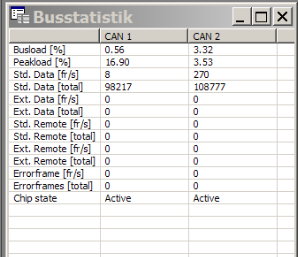 Busstatistik
CAN 1 CAN 2
Busload [%] 0.56 3.32
Peakload [%] 16.90 3.53
Std. Data [fr/s] 8 270
Std. Data [total] 98217 108777
Ext. Data [fr/s] 0 0
Ext. Data [total] 0 0
Std. Remote [fr/s] 0 0
Std. Remote [total] 0 0
Ext. Remote [fr/s] 0 0
Ext. Remote [total] 0 0
Errorframe [fr/s] 0 0
Errorframes [total] 0 0
Chip state Active Active